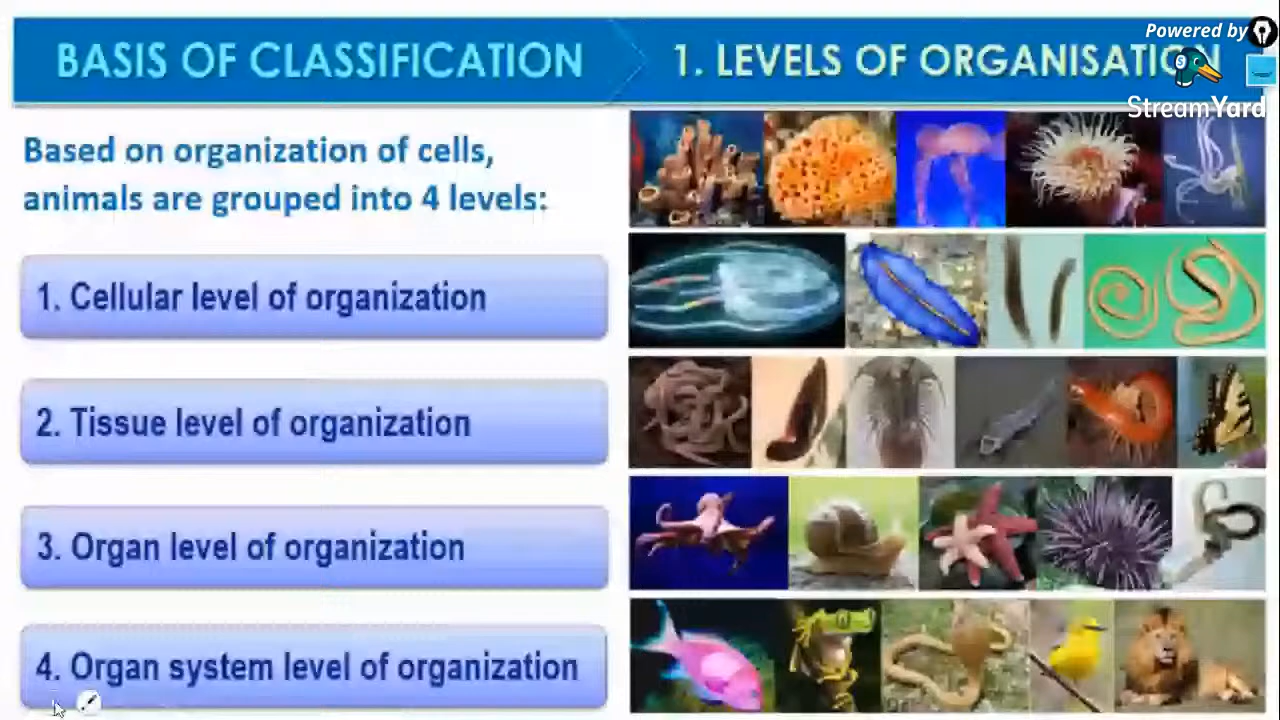 BASIS OF CLASSIFICATION
1. LEVELS OF ORGANISATION
Powered by
StreamYard
Based on organization of cells,
animals are grouped into 4 levels:
1. Cellular level of organization
2. Tissue level of organization
3. Organ level of organization
4. Organ system level of organization